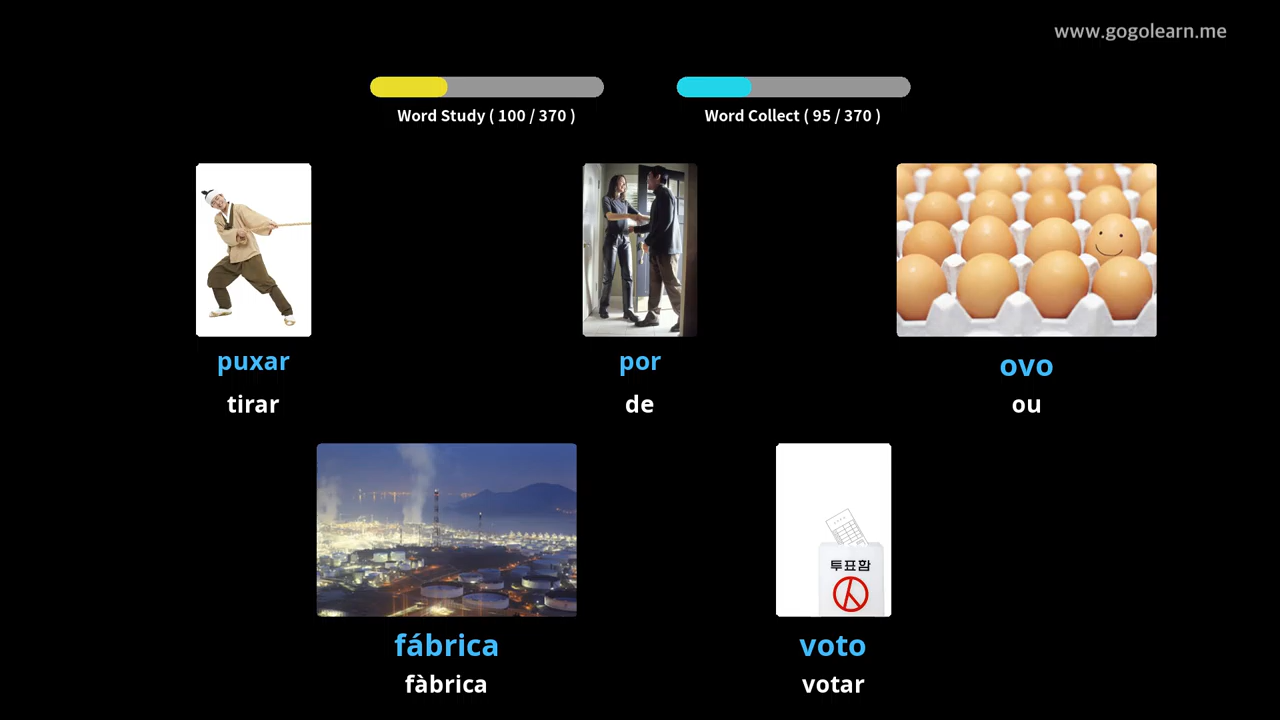 www.gogolearn.me
Word Study ( 100 / 370 )
Word Collect ( 95 / 370 )
puxar
por
ovo
tirar
de
ou
투표함
fábrica
voto
fàbrica
votar